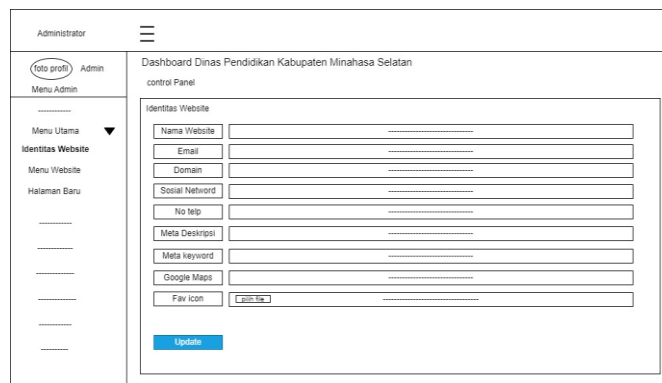 Administrator
foto profil Admin
Menu Admin
Menu Utama
Identitas Website
Menu Website
Halaman Baru
Dashboard Dinas Pendidikan Kabupaten Minahasa Selatan
control Panel
Identitas Website
Nama Website
Email
Domain
Sosial Netword
No telp
Meta Deskripsi
Meta keyword
Google Maps
Fav icon
pilih file
Update